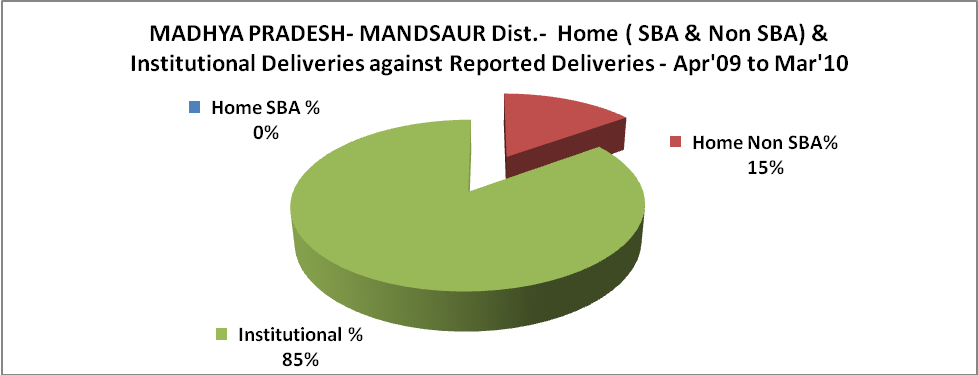 MADHYA PRADESH- MANDSAUR Dist.- Home ( SBA & Non SBA) &
Institutional Deliveries against Reported Deliveries - Apr'09 to Mar'10
Home SBA %
0%
Home Non SBA%
15%
Institutional %
85%